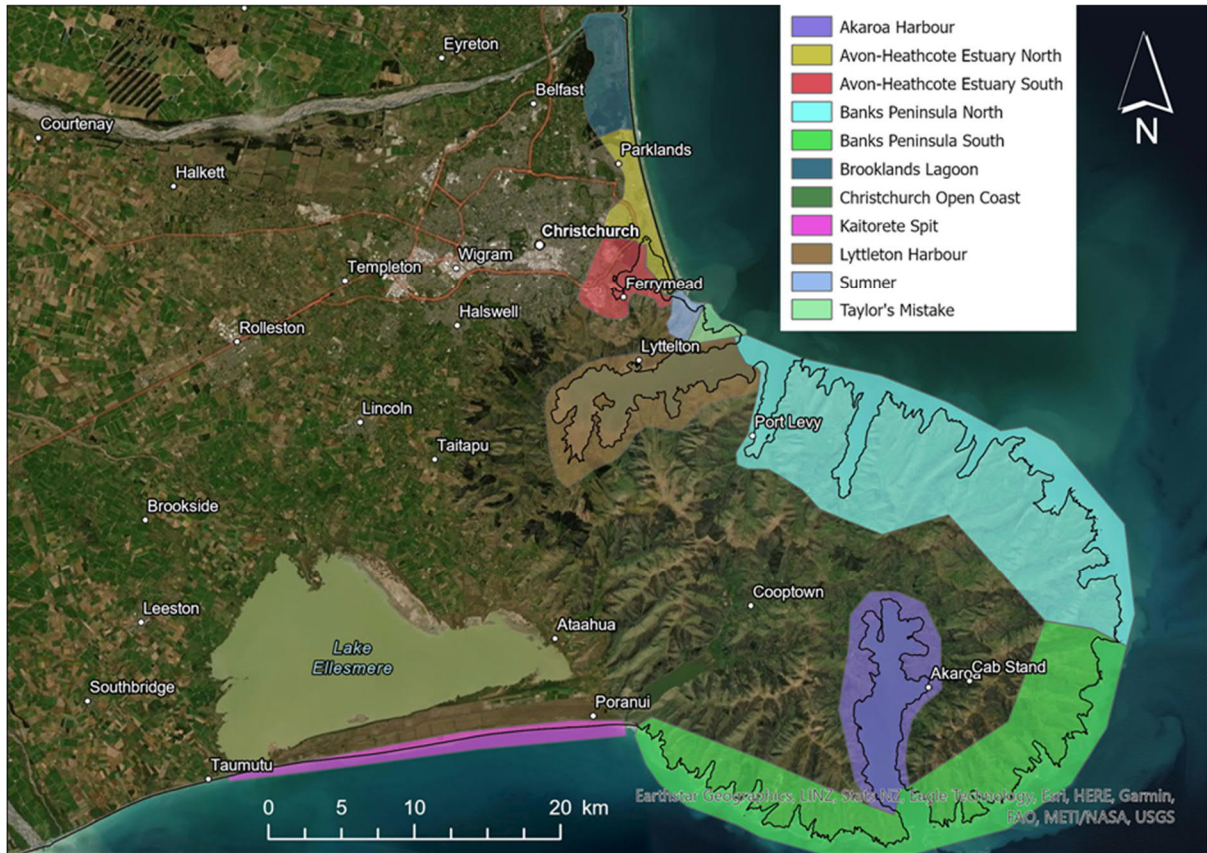 Akaroa Harbour
Avon-Heathcote Estuary North
Avon-Heathcote Estuary South
Banks Peninsula North
Banks Peninsula South
Brooklands Lagoon
Christchurch Open Coast
Kaitorete Spit
Lyttleton Harbour
Sumner
Taylor's Mistake
N
Eyreton
Belfast
Courtenay
Parklands
Halkett
Christchurch
Wigram
Templeton
Ferrymead
Halswell
Rolleston
Lyttelton
Lincoln
Port Levy
Taitapu
Brookside
Cooptown
Leeston
Ataahua
Lake
Ellesmere
Akaroa
Cab Stand
Southbridge
Poranui
Taumutu
0 5 10 20 km
Earthstar Geographics, LINZ, Stats NZ, Eagle Technology, Esri, HERE, Garmin,
FAO, METI/NASA, USGS